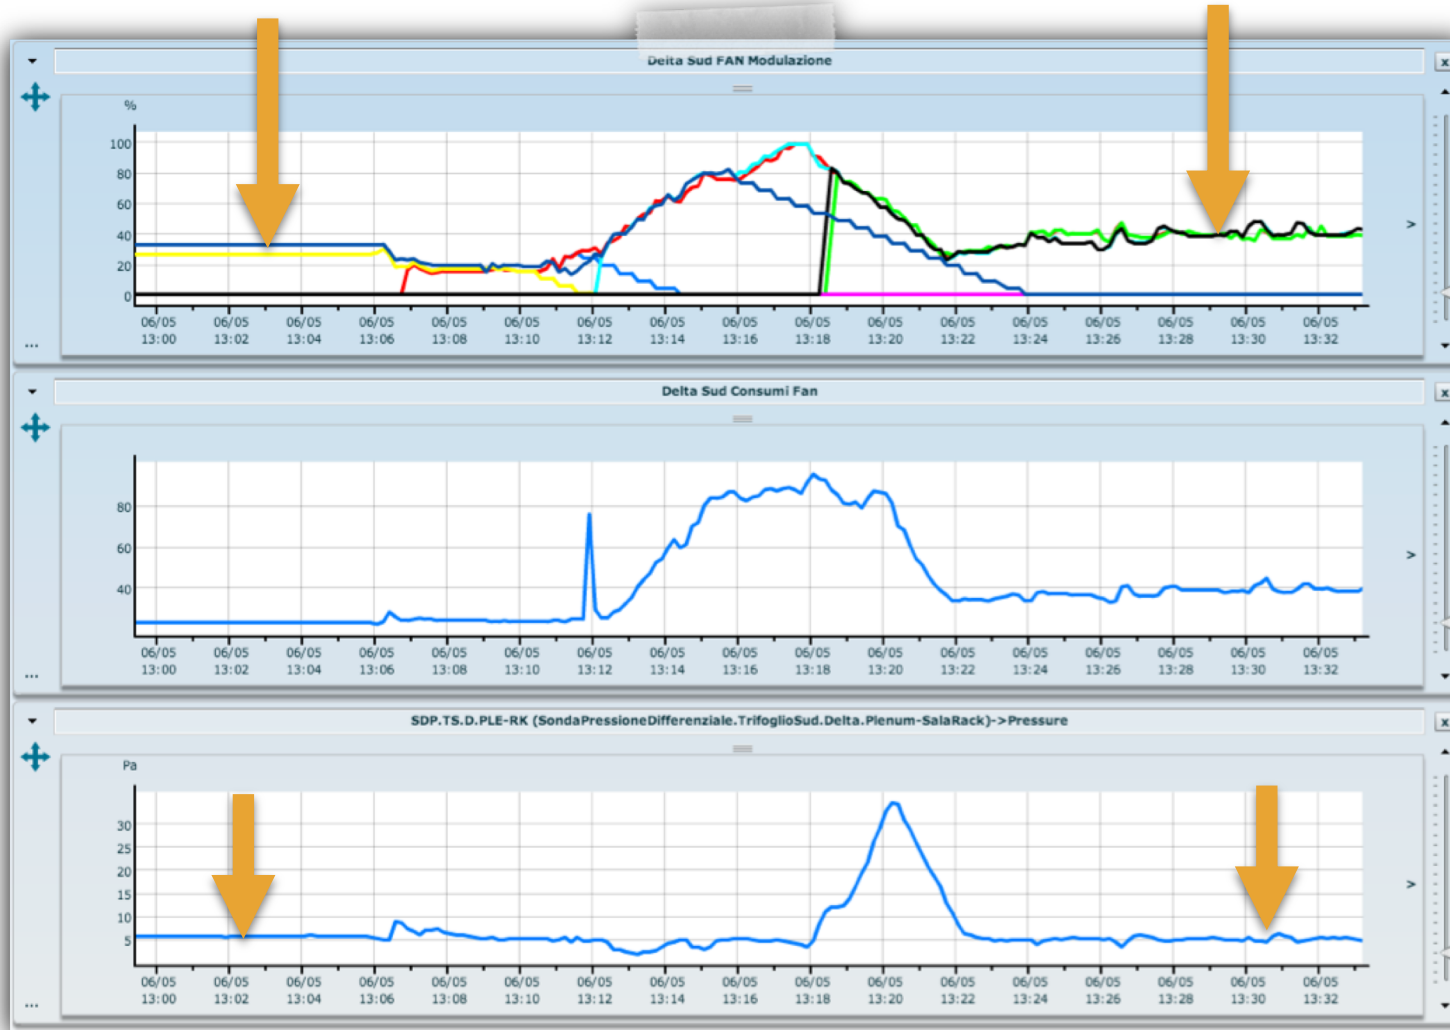 Delta Sud FAN Modulazione
x
%
100
80
60
40
20
0
>
06/05 06/05 06/05 06/05 06/05 06/05 06/05 06/05 06/05 06/05 06/05 06/05 06/05 06/05 06/05 06/05 06/05
13:00 13:02 13:04 13:06 13:08 13:10 13:12 13:14 13:16 13:18 13:20 13:22 13:24 13:26 13:28 13:30 13:32
...
Delta Sud Consumi Fan
x
80
60
40
>
06/05 06/05 06/05 06/05 06/05 06/05 06/05 06/05 06/05 06/05 06/05 06/05 06/05 06/05 06/05 06/05 06/05
13:00 13:02 13:04 13:06 13:08 13:10 13:12 13:14 13:16 13:18 13:20 13:22 13:24 13:26 13:28 13:30 13:32
...
SDP.TS.D.PLE-RK (SondaPressioneDifferenziale.TrifoglioSud.Delta.Plenum-SalaRack)->Pressure
x
Pa
30
25
20
15
10
5
>
06/05 06/05 06/05 06/05 06/05 06/05 06/05 06/05 06/05 06/05 06/05 06/05 06/05 06/05 06/05 06/05 06/05
13:00 13:02 13:04 13:06 13:08 13:10 13:12 13:14 13:16 13:18 13:20 13:22 13:24 13:26 13:28 13:30 13:32
...